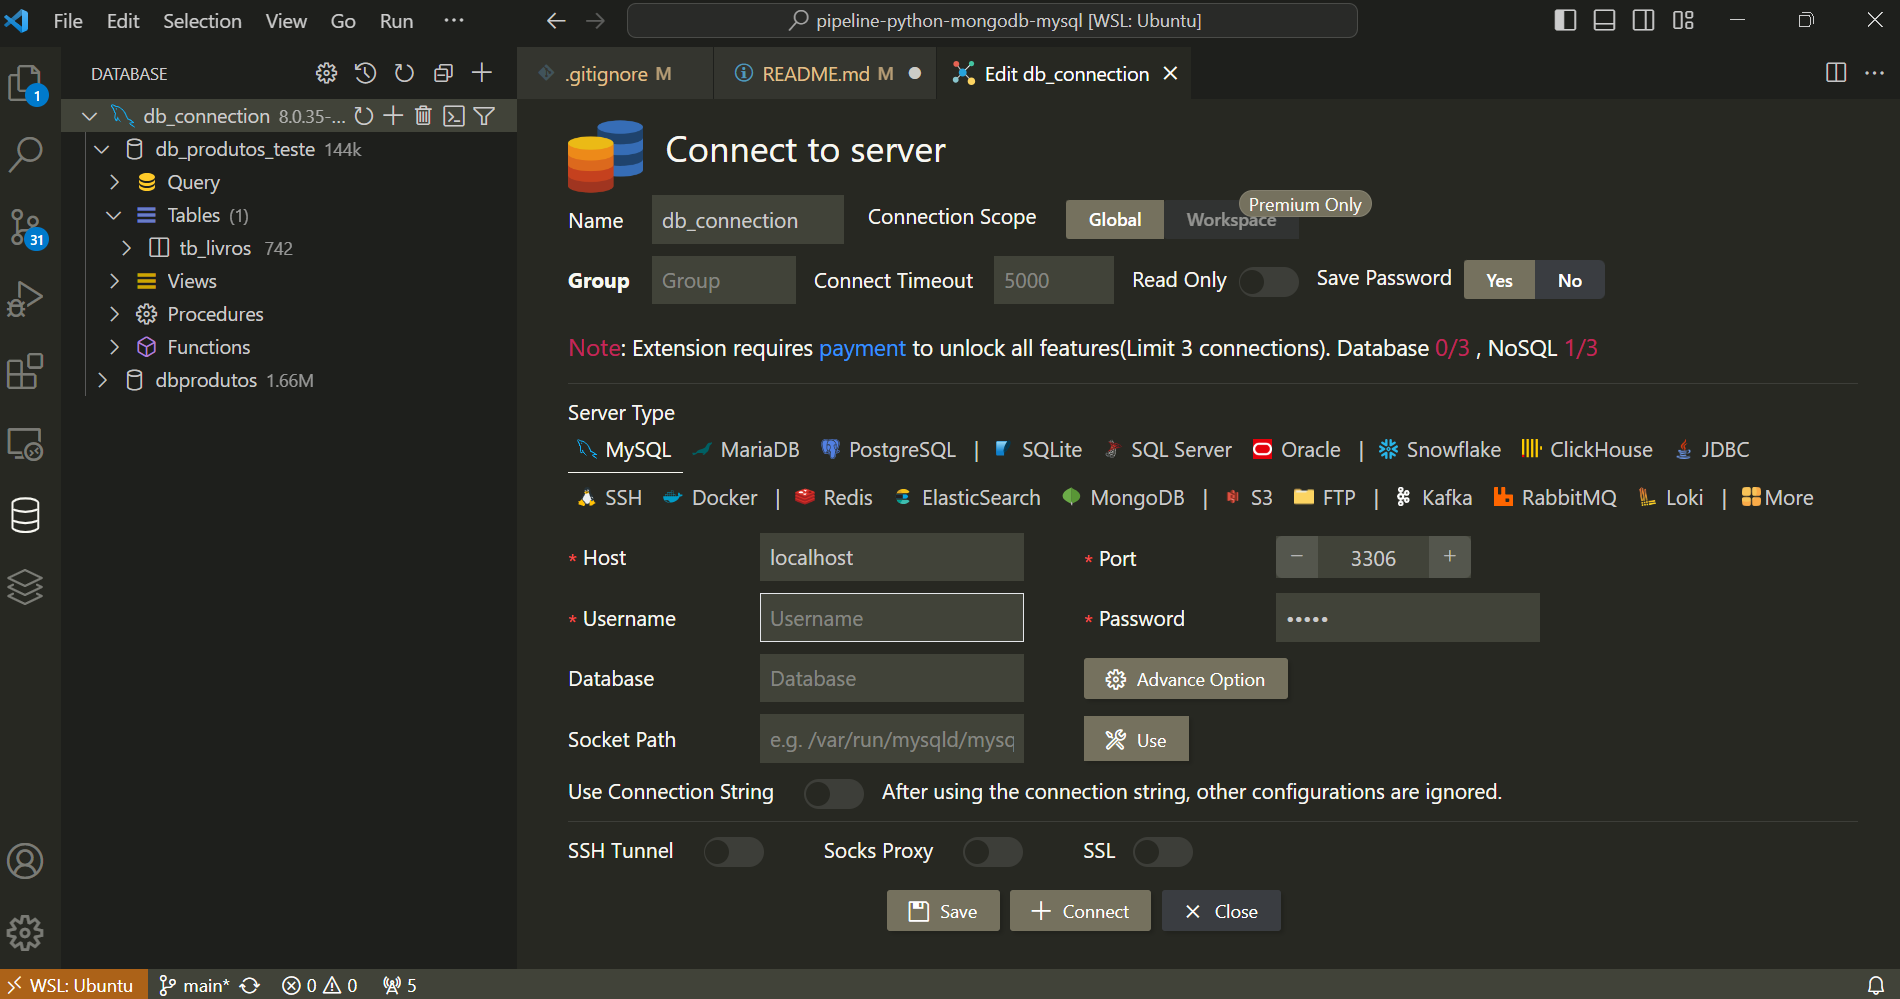 File Edit Selection View Go Run ···
pipeline-python-mongodb-mysql [WSL: Ubuntu]
DATABASE
.gitignore M
README.md M
Edit db_connection
1
db_connection 8.0.35-...
db_produtos_teste 144k
Query
Tables (1)
tb_livros 742
Views
Procedures
Functions
dbprodutos 1.66M
31
Connect to server
Name db_connection Connection Scope Global Workspace Premium Only
Group Group Connect Timeout 5000 Read Only Save Password Yes No
Note: Extension requires payment to unlock all features(Limit 3 connections). Database 0/3 , NoSQL 1/3
Server Type
MySQL MariaDB PostgreSQL | SQLite SQL Server Oracle | Snowflake ClickHouse JDBC
SSH Docker | Redis ElasticSearch MongoDB | S3 FTP | Kafka RabbitMQ Loki | More
* Host localhost * Port − 3306 +
* Username Username * Password •••••
Database Database Advance Option
Socket Path e.g. /var/run/mysqld/mysq Use
Use Connection String After using the connection string, other configurations are ignored.
SSH Tunnel Socks Proxy SSL
Save Connect Close
WSL: Ubuntu main* 0 0 5